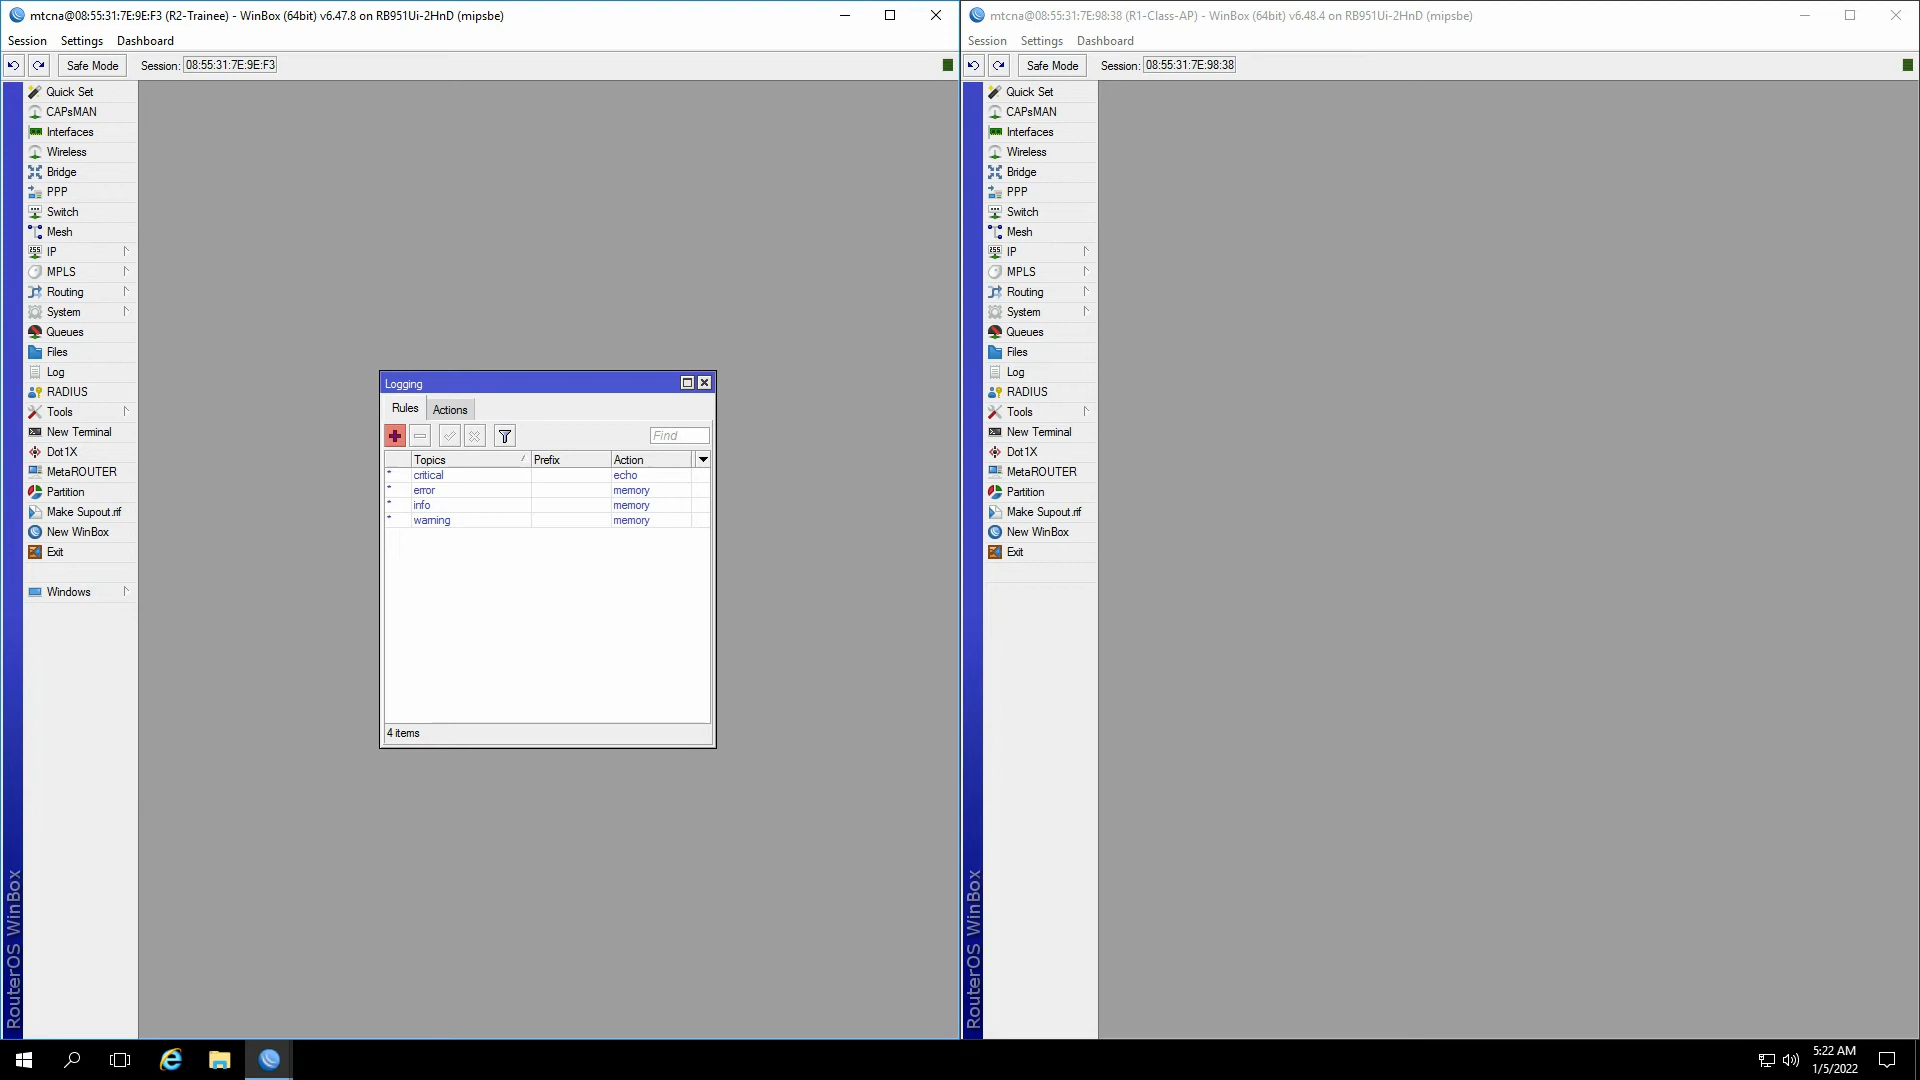 mtcna@08:55:31:7E:9E:F3 (R2-Trainee) - WinBox (64bit) v6.47.8 on RB951Ui-2HnD (mipsbe)
Session Settings Dashboard
Safe Mode Session: 08:55:31:7E:9E:F3
Quick Set
CAPsMAN
Interfaces
Wireless
Bridge
PPP
Switch
Mesh
IP
MPLS
Routing
System
Queues
Files
Log
RADIUS
Tools
New Terminal
Dot1X
MetaROUTER
Partition
Make Supout.rif
New WinBox
Exit
Windows
RouterOS WinBox
Logging
Rules Actions
Find
Topics Prefix Action
* critical echo
* error memory
* info memory
* warning memory
4 items
mtcna@08:55:31:7E:98:38 (R1-Class-AP) - WinBox (64bit) v6.48.4 on RB951Ui-2HnD (mipsbe)
Session Settings Dashboard
Safe Mode Session: 08:55:31:7E:98:38
Quick Set
CAPsMAN
Interfaces
Wireless
Bridge
PPP
Switch
Mesh
IP
MPLS
Routing
System
Queues
Files
Log
RADIUS
Tools
New Terminal
Dot1X
MetaROUTER
Partition
Make Supout.rif
New WinBox
Exit
RouterOS WinBox
5:22 AM
1/5/2022